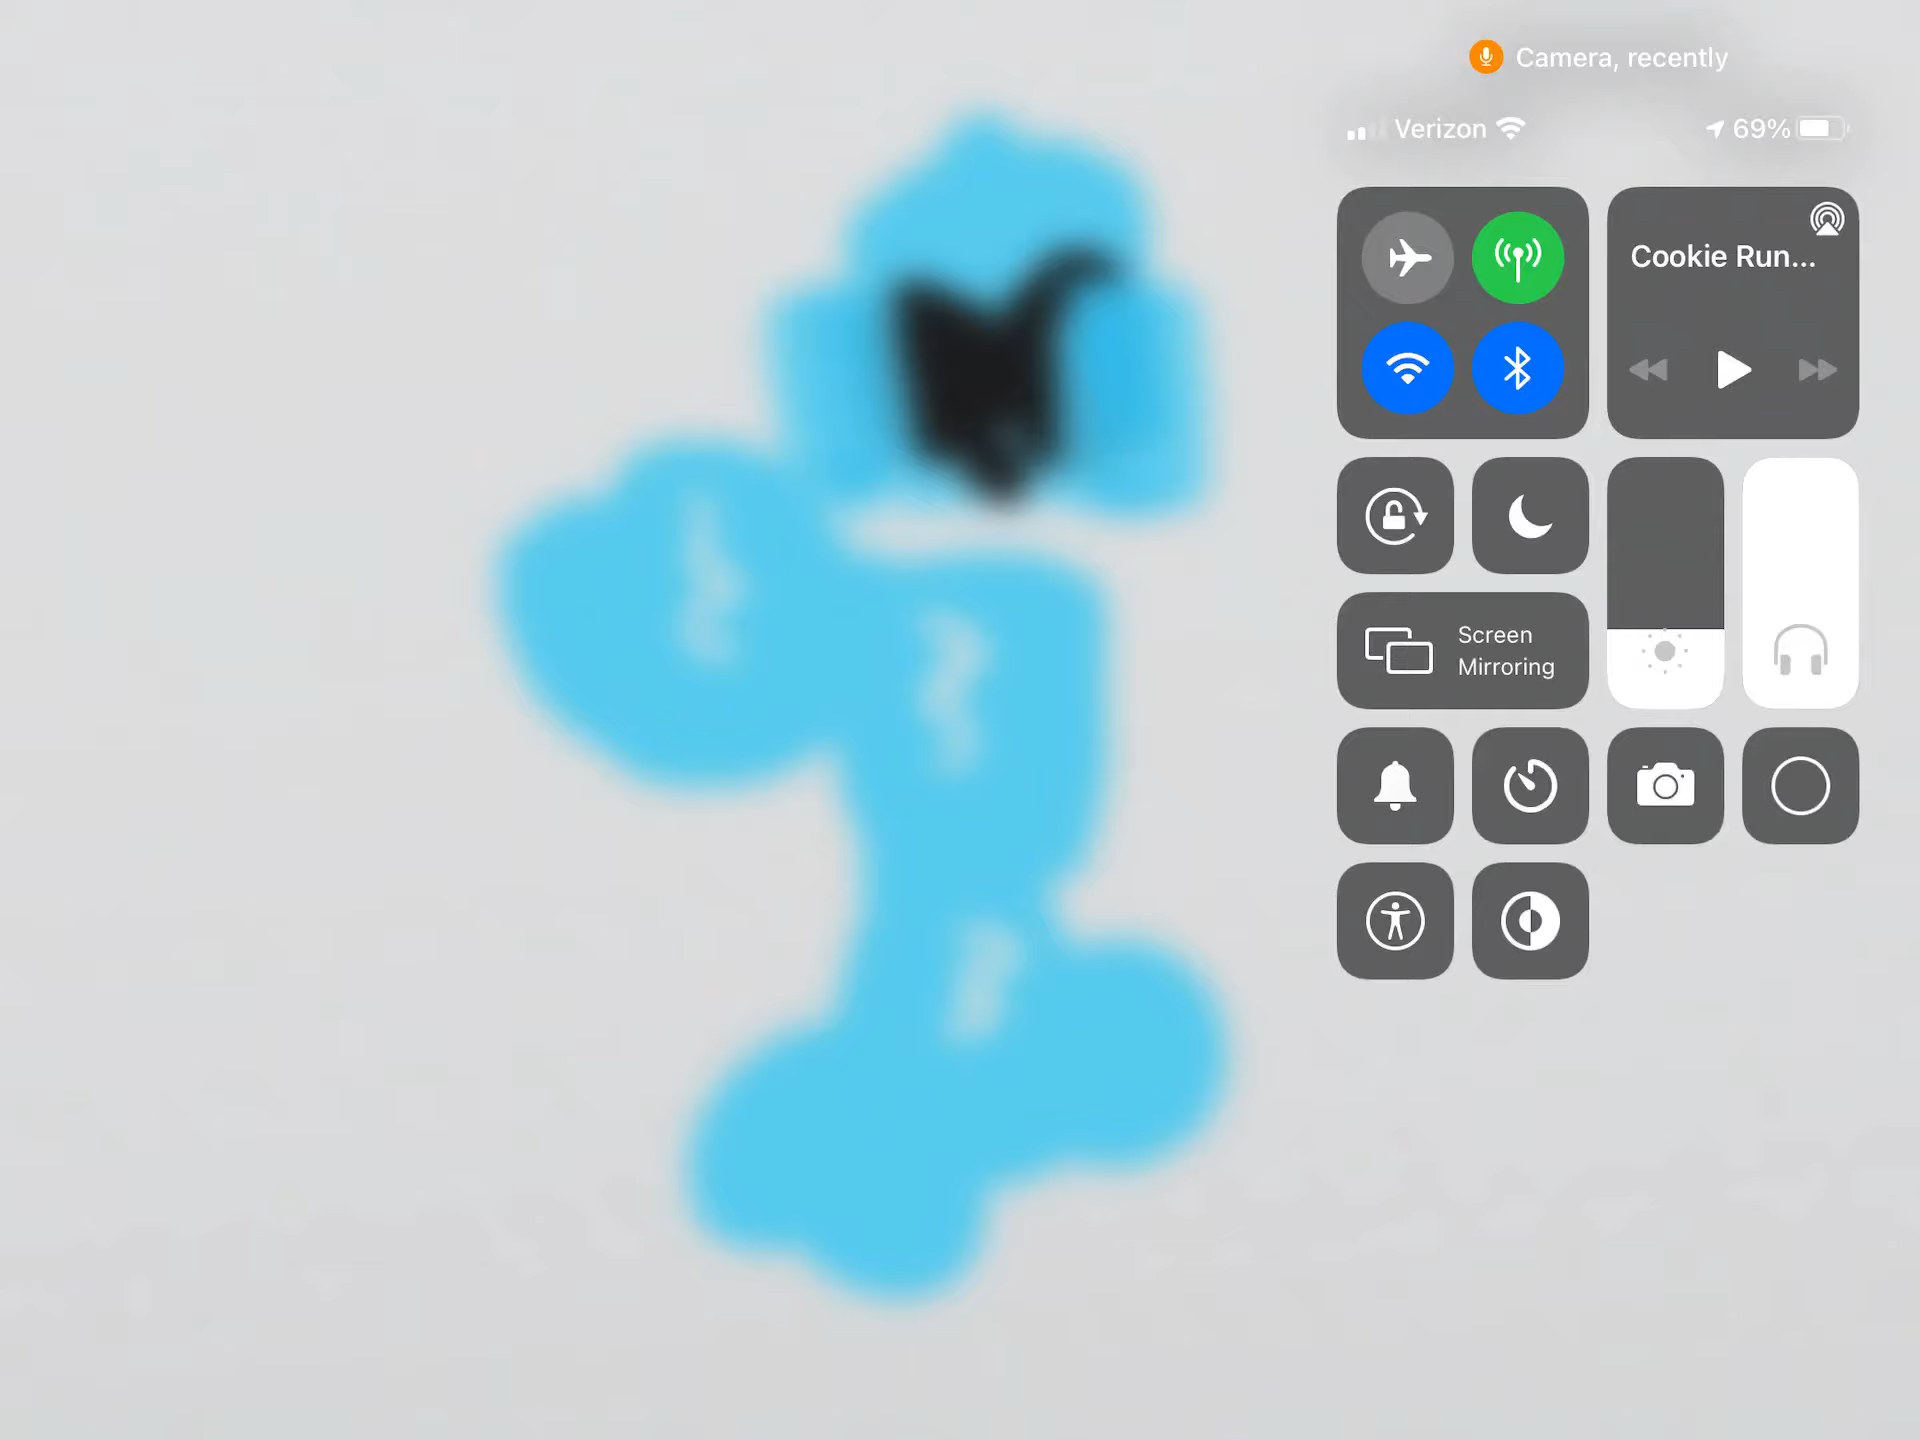 Camera, recently
Verizon 69%
Cookie Run...
Screen
Mirroring